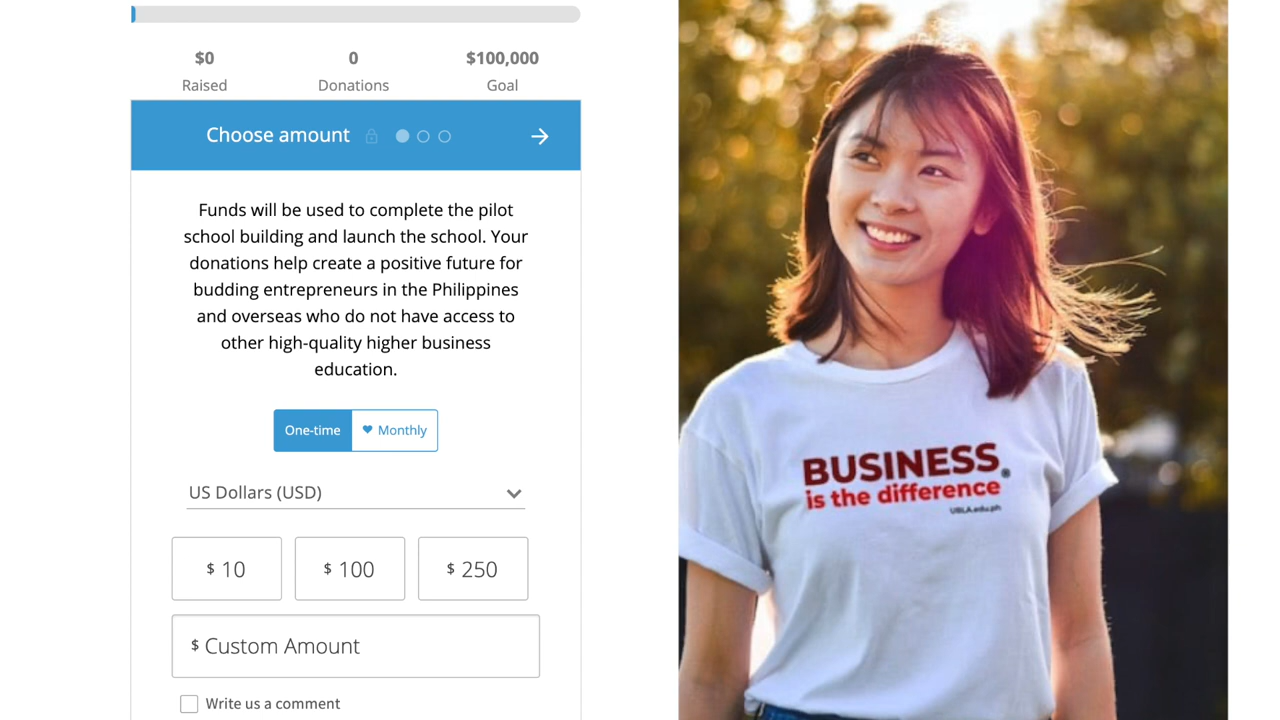 $0
0
$100,000
Raised
Donations
Goal
Choose amount
Funds will be used to complete the pilot
school building and launch the school. Your
donations help create a positive future for
budding entrepreneurs in the Philippines
and overseas who do not have access to
other high-quality higher business
education.
One-time
Monthly
US Dollars (USD)
$ 10
$ 100
$ 250
$ Custom Amount
Write us a comment
BUSINESS
is the difference
UBLA.edu.ph